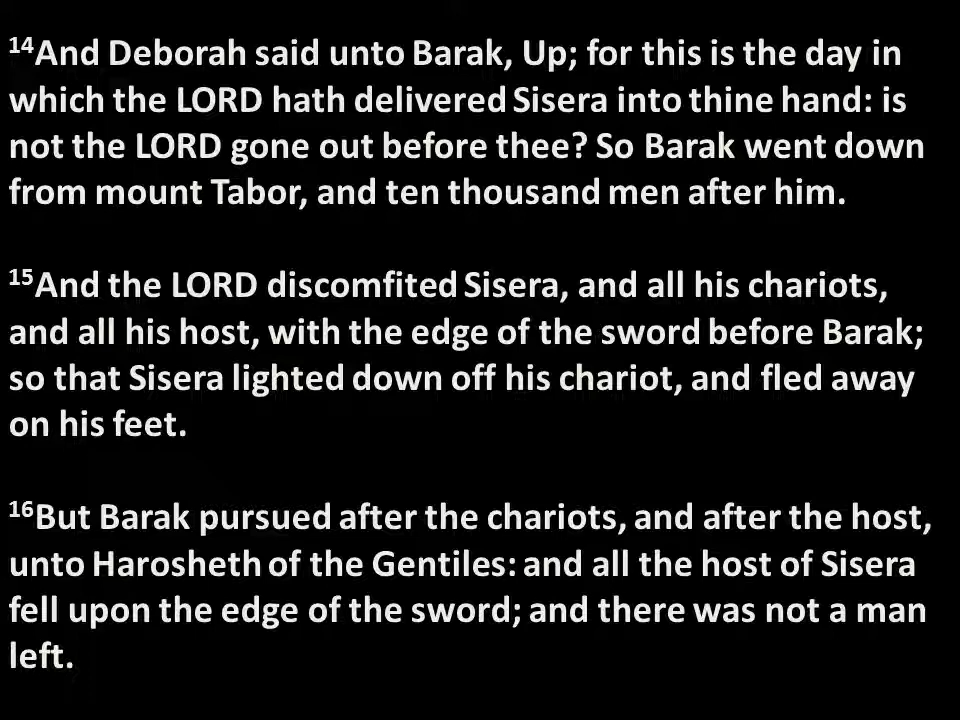 14And Deborah said unto Barak, Up; for this is the day in
which the LORD hath delivered Sisera into thine hand: is
not the LORD gone out before thee? So Barak went down
from mount Tabor, and ten thousand men after him.
15And the LORD discomfited Sisera, and all his chariots,
and all his host, with the edge of the sword before Barak;
so that Sisera lighted down off his chariot, and fled away
on his feet.
16But Barak pursued after the chariots, and after the host,
unto Harosheth of the Gentiles: and all the host of Sisera
fell upon the edge of the sword; and there was not a man
left.